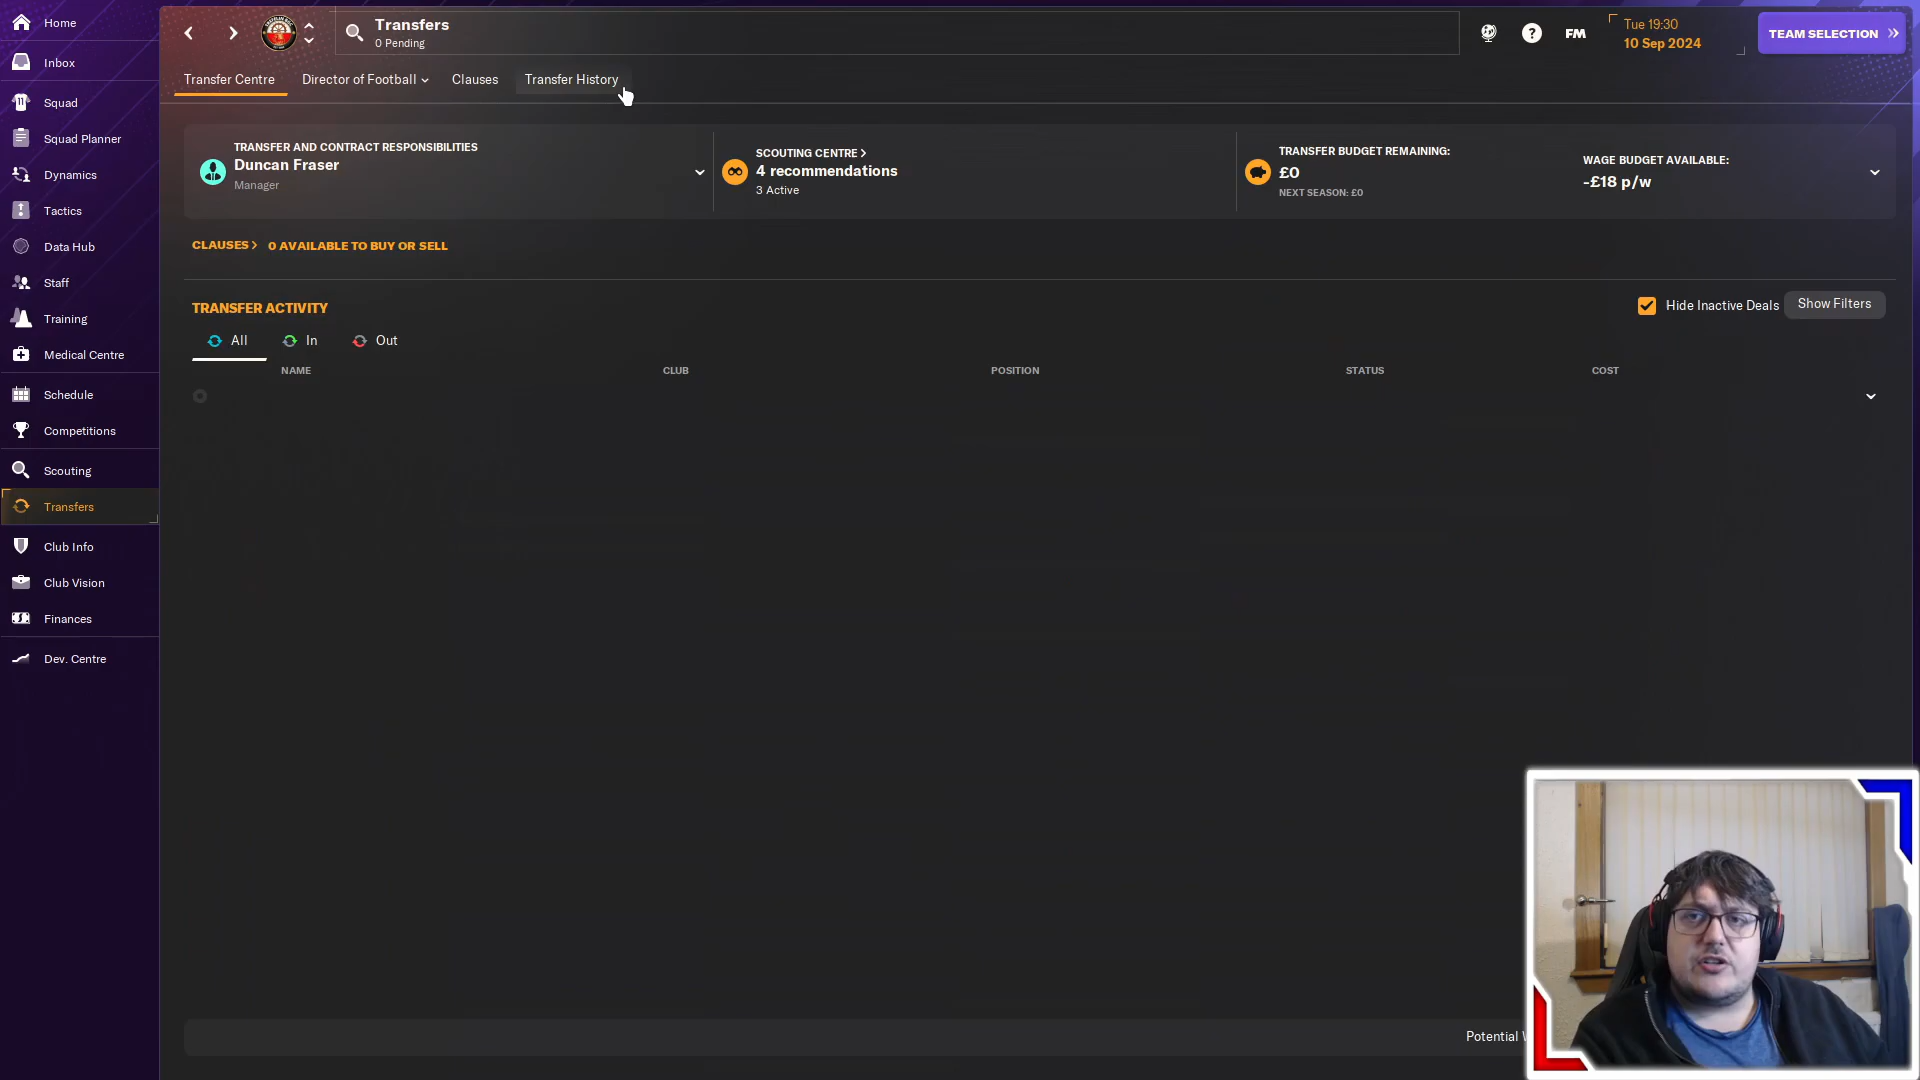 Home
Inbox
Squad
Squad Planner
Dynamics
Tactics
Data Hub
Staff
Training
Medical Centre
Schedule
Competitions
Scouting
Transfers
Club Info
Club Vision
Finances
Dev. Centre
Transfers
0 Pending
?
FM
Tue 19:30
10 Sep 2024
TEAM SELECTION
Transfer Centre
Director of Football
Clauses
Transfer History
TRANSFER AND CONTRACT RESPONSIBILITIES
Duncan Fraser
Manager
SCOUTING CENTRE >
4 recommendations
3 Active
TRANSFER BUDGET REMAINING:
£0
NEXT SEASON: £0
WAGE BUDGET AVAILABLE:
-£18 p/w
CLAUSES > 0 AVAILABLE TO BUY OR SELL
TRANSFER ACTIVITY
Hide Inactive Deals
Show Filters
All
In
Out
NAME
CLUB
POSITION
STATUS
COST
Potential